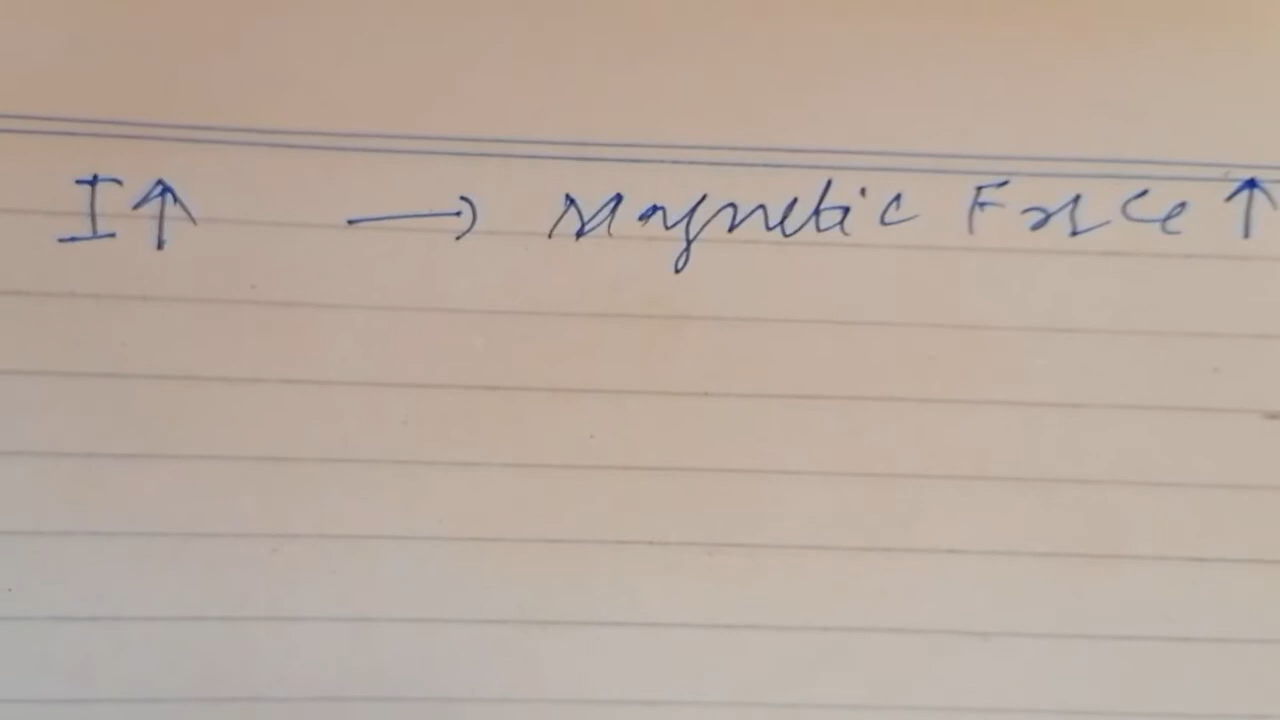 I↑ → Magnetic Force ↑